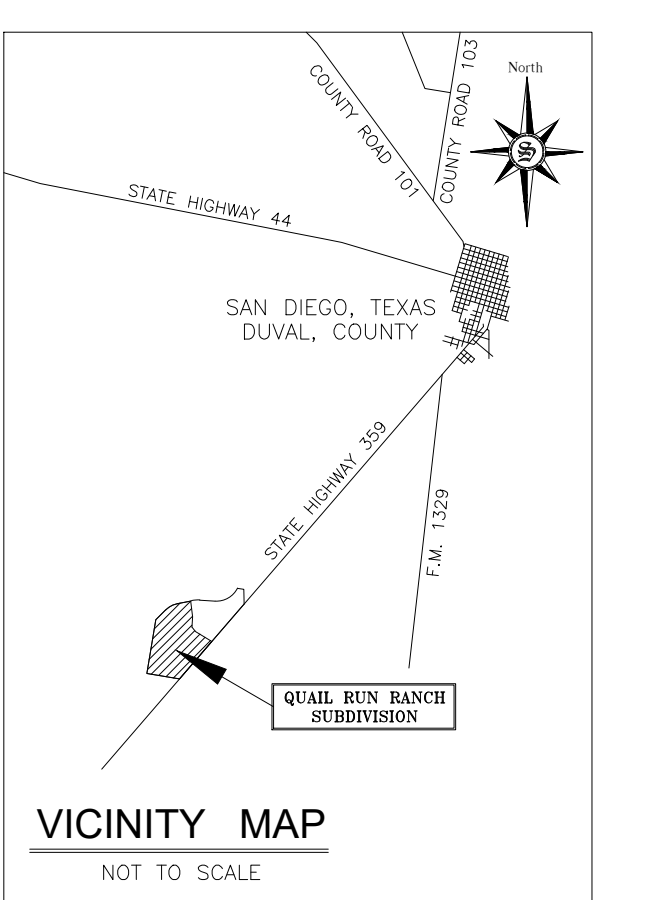 COUNTY ROAD 103
North
COUNTY ROAD 101
S
STATE HIGHWAY 44
SAN DIEGO, TEXAS
DUVAL, COUNTY
STATE HIGHWAY 359
F.M. 1329
QUAIL RUN RANCH
SUBDIVISION
VICINITY MAP
NOT TO SCALE